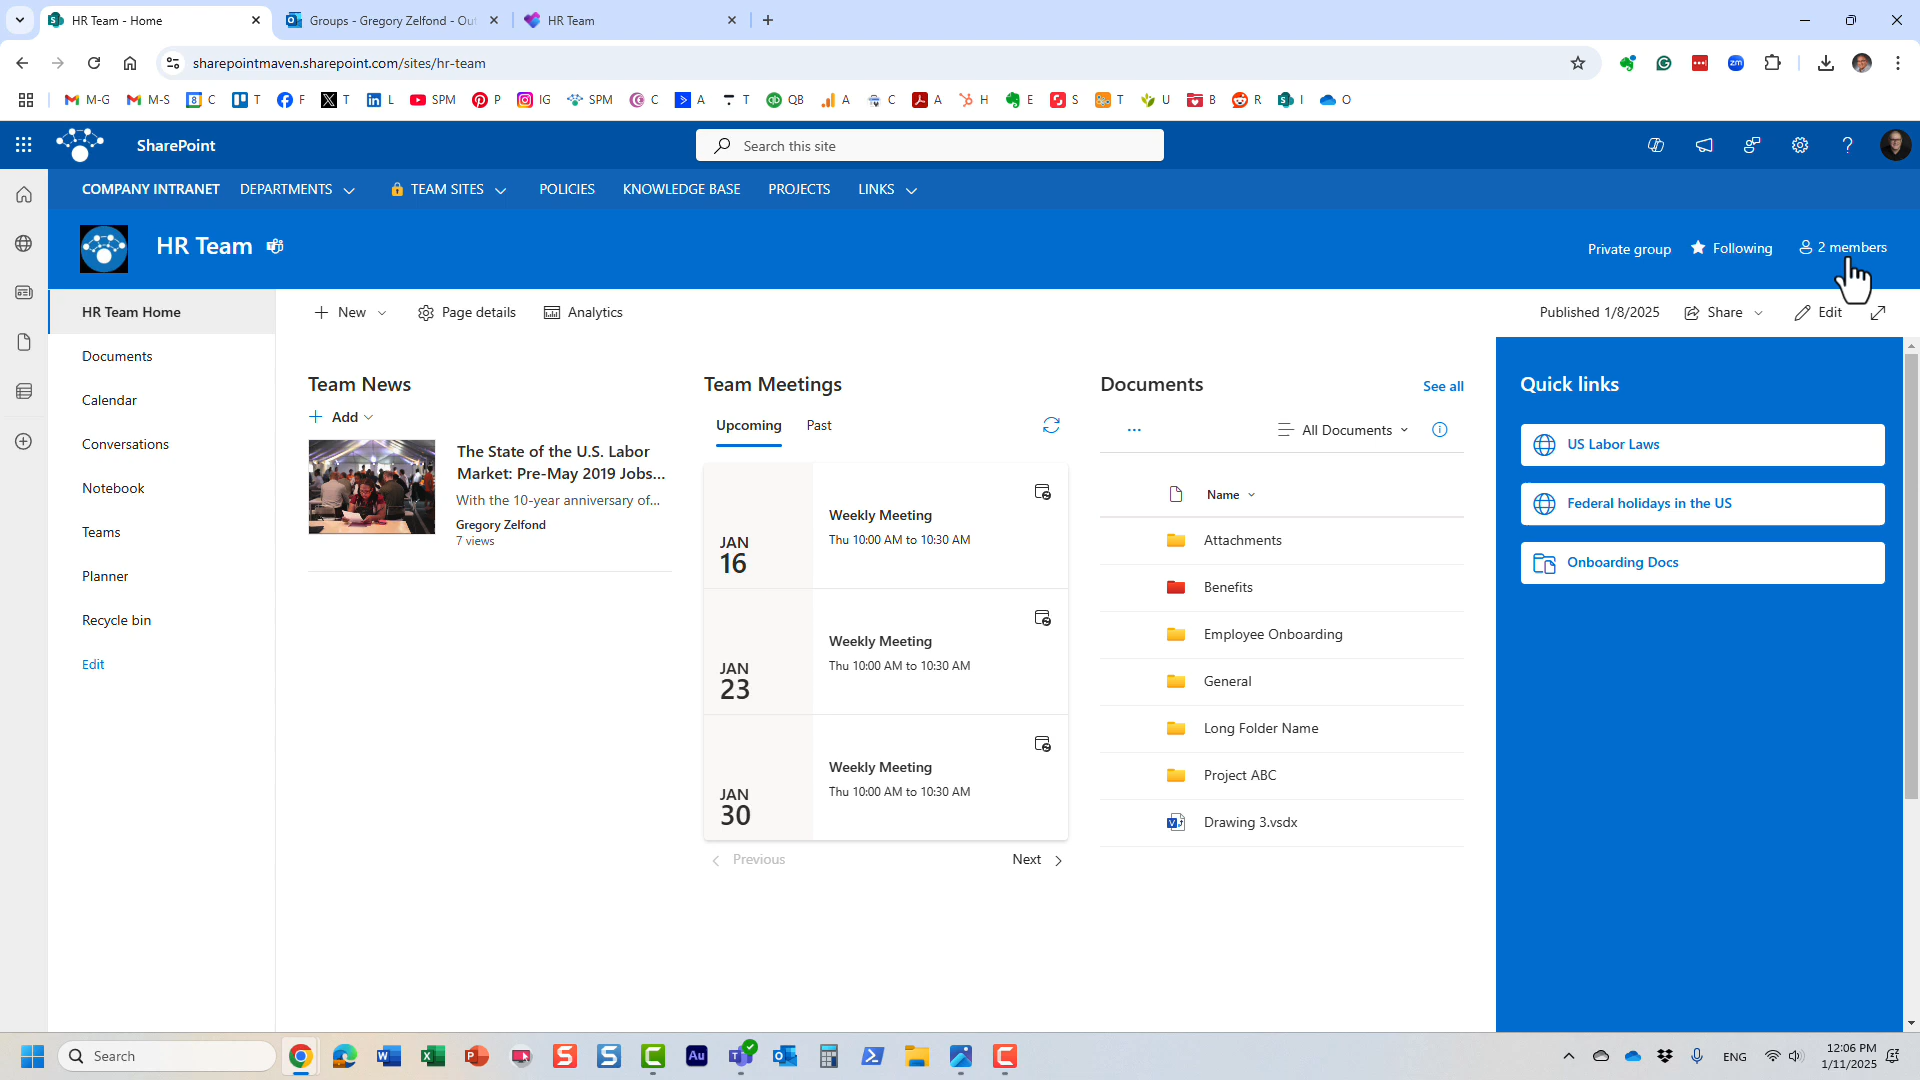 HR Team - Home
Groups - Gregory Zelfond - Out
HR Team
sharepointmaven.sharepoint.com/sites/hr-team
M-G
M-S
C
T
F
T
L
SPM
P
IG
SPM
C
A
T
QB
A
C
A
H
E
S
T
U
B
R
I
O
SharePoint
Search this site
COMPANY INTRANET
DEPARTMENTS
TEAM SITES
POLICIES
KNOWLEDGE BASE
PROJECTS
LINKS
HR Team
Private group
Following
2 members
HR Team Home
Documents
Calendar
Conversations
Notebook
Teams
Planner
Recycle bin
Edit
New
Page details
Analytics
Published 1/8/2025
Share
Edit
Team News
Add
The State of the U.S. Labor
Market: Pre-May 2019 Jobs...
With the 10-year anniversary of...
Gregory Zelfond
7 views
Team Meetings
Upcoming
Past
JAN
16
Weekly Meeting
Thu 10:00 AM to 10:30 AM
JAN
23
Weekly Meeting
Thu 10:00 AM to 10:30 AM
JAN
30
Weekly Meeting
Thu 10:00 AM to 10:30 AM
Previous
Next
Documents
See all
All Documents
Name
Attachments
Benefits
Employee Onboarding
General
Long Folder Name
Project ABC
Drawing 3.vsdx
Quick links
US Labor Laws
Federal holidays in the US
Onboarding Docs
Search
ENG
12:06 PM
1/11/2025